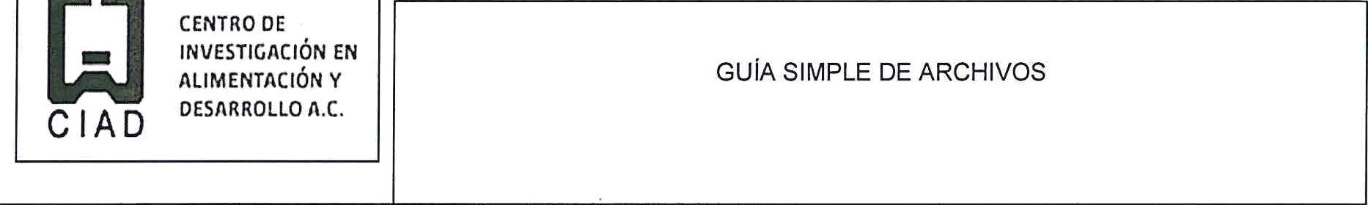 CENTRO DE
INVESTIGACIÓN EN
ALIMENTACIÓN Y
DESARROLLO A.C.
CIAD
GUÍA SIMPLE DE ARCHIVOS